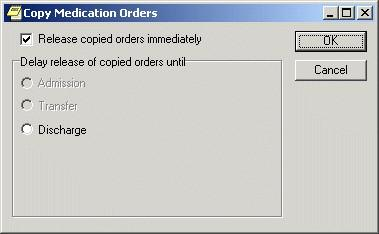 Copy Medication Orders
Release copied orders immediately
OK
Delay release of copied orders until
Cancel
Admission
Transfer
Discharge